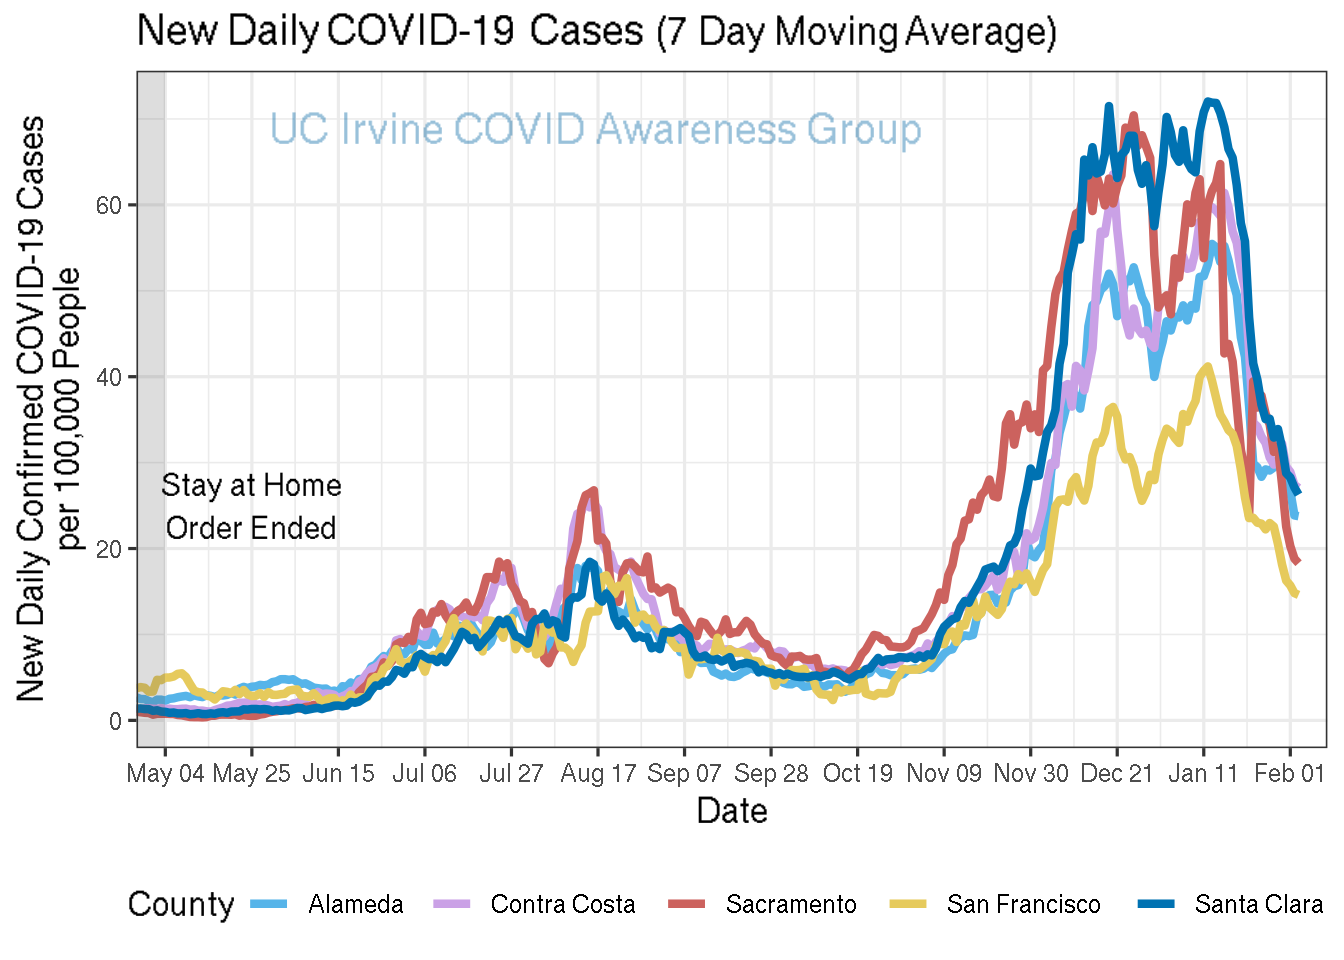 New Daily COVID-19 Cases (7 Day Moving Average)
UC Irvine COVID Awareness Group
New Daily Confirmed COVID-19 Cases
per 100,000 People
60
40
20
0
Stay at Home
Order Ended
May 04 May 25 Jun 15 Jul 06 Jul 27 Aug 17 Sep 07 Sep 28 Oct 19 Nov 09 Nov 30 Dec 21 Jan 11 Feb 01
Date
County Alameda Contra Costa Sacramento San Francisco Santa Clara